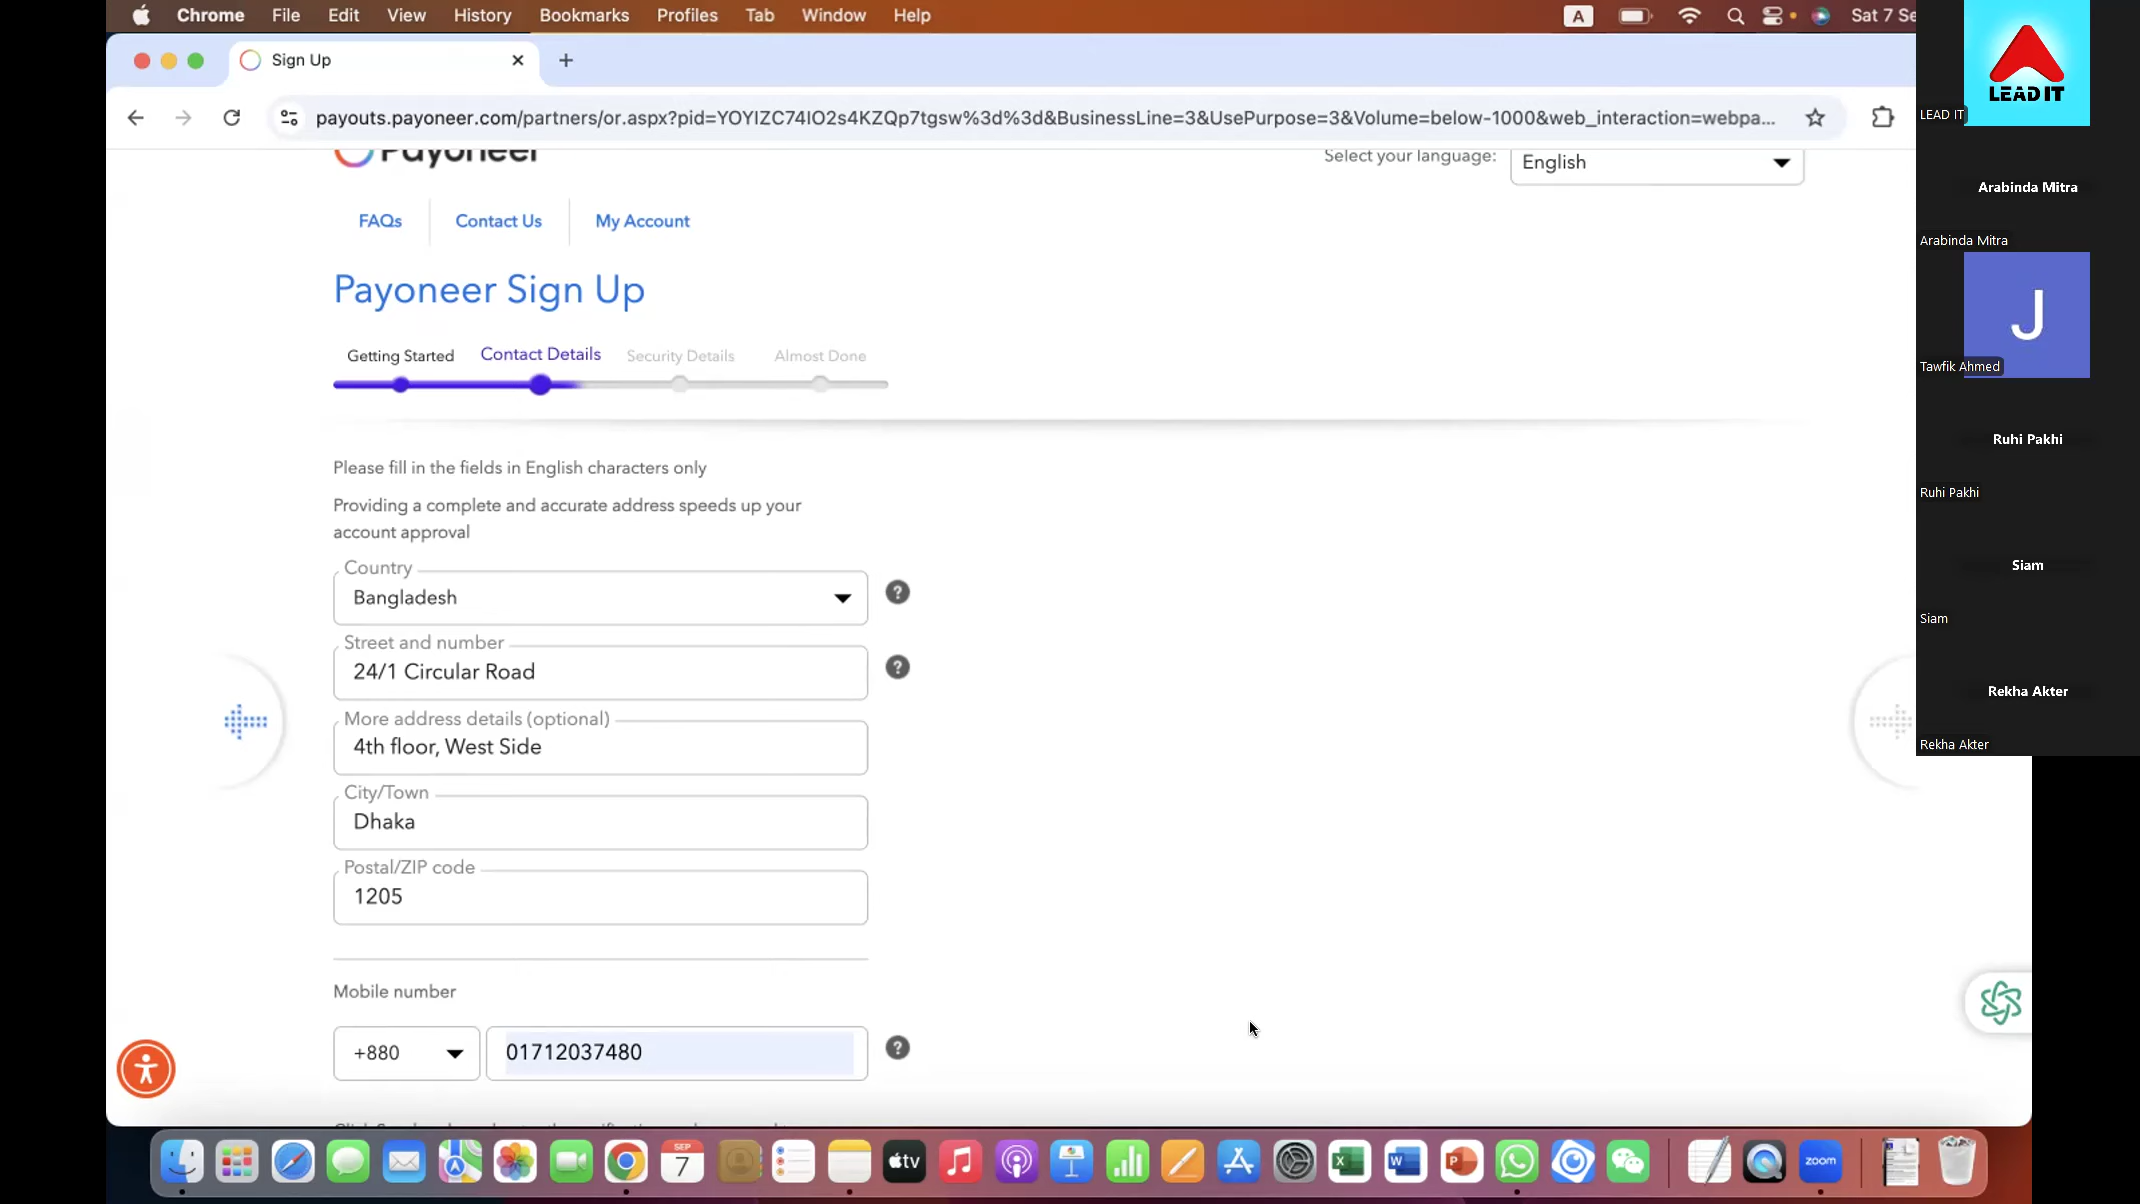 Chrome File Edit View History Bookmarks Profiles Tab Window Help
A
Sat 7 Se
Sign Up
payouts.payoneer.com/partners/or.aspx?pid=YOYIZC74IO2s4KZQp7tgsw%3d%3d&BusinessLine=3&UsePurpose=3&Volume=below-1000&web_interaction=webpa...
Payoneer
Select your language:
English
FAQs
Contact Us
My Account
Payoneer Sign Up
Getting Started
Contact Details
Security Details
Almost Done
Please fill in the fields in English characters only
Providing a complete and accurate address speeds up your
account approval
Country
Bangladesh
?
Street and number
24/1 Circular Road
?
More address details (optional)
4th floor, West Side
City/Town
Dhaka
Postal/ZIP code
1205
Mobile number
+880
01712037480
?
LEAD IT
LEAD IT
Arabinda Mitra
Arabinda Mitra
J
Tawfik Ahmed
Ruhi Pakhi
Ruhi Pakhi
Siam
Siam
Rekha Akter
Rekha Akter
SEP
7
tv
X
W
P
zoom